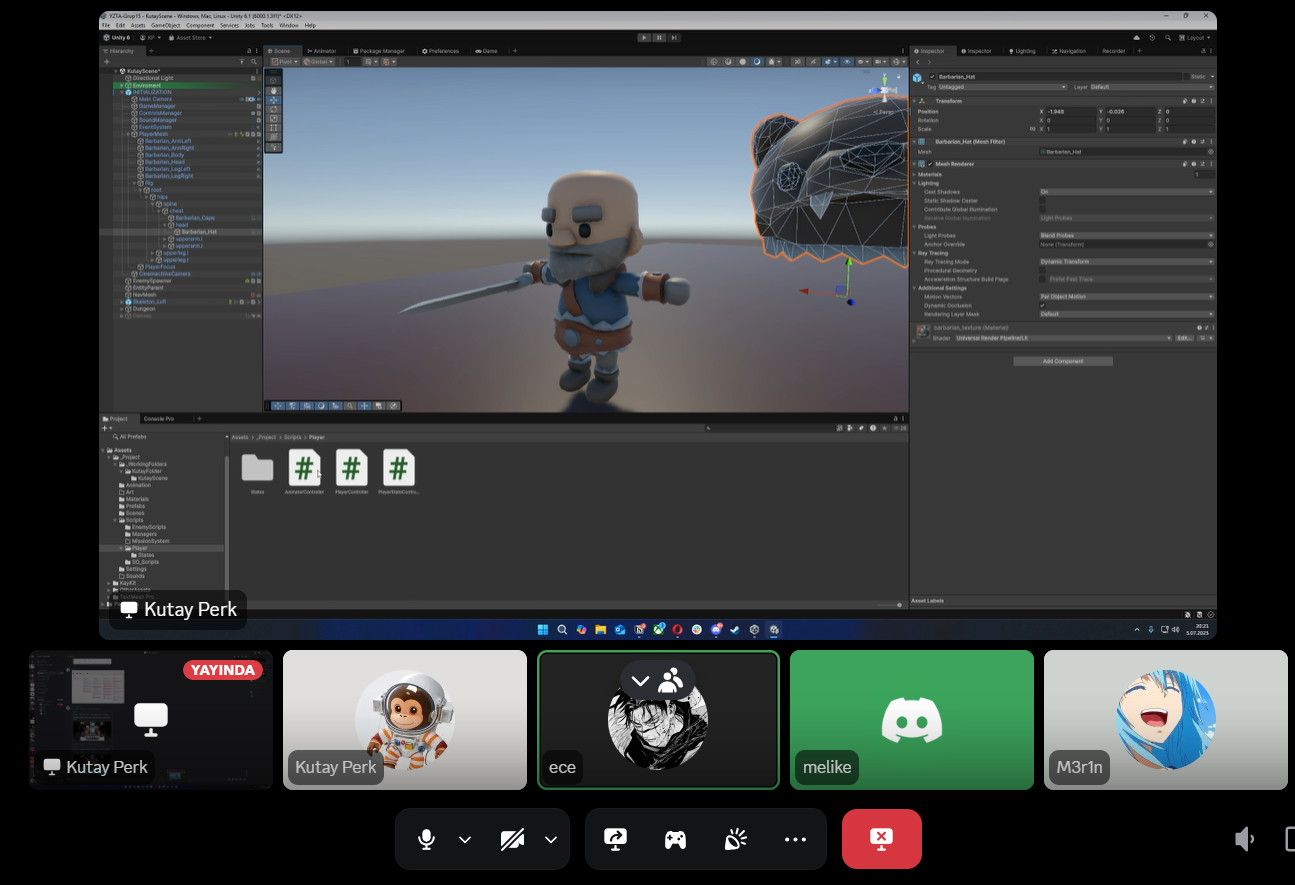 YZTA-Grup15 - KutayScene - Windows, Mac, Linux - Unity 6.1 (6000.1.3f1)* <DX12>
File Edit Assets GameObject Component Services Jobs Tools Window Help
Unity 6 KP Asset Store
Layout
Hierarchy
Scene Animator Package Manager Preferences Game
Inspector Inspector Lighting Navigation Recorder
Pivot Global 1
KutayScene*
Directional Light
Enviroment
INITIALIZATION
Main Camera
GameManager
ControlsManager
SoundManager
EventSystem
PlayerMesh
Barbarian_ArmLeft
Barbarian_ArmRight
Barbarian_Body
Barbarian_Head
Barbarian_LegLeft
Barbarian_LegRight
Rig
root
hips
spine
chest
Barbarian_Cape
head
Barbarian_Hat
upperarm.l
upperarm.r
upperleg.l
upperleg.r
PlayerFocus
CinemachineCamera
EnemySpawner
EntityParent
NavMesh
Skeleton_Lvl1
Dungeon
Barbarian_Hat
Static
Tag Untagged Layer Default
Transform
Position X -1.948 Y -0.026 Z 0
Rotation X 0 Y 0 Z 0
Scale X 1 Y 1 Z 1
Barbarian_Hat (Mesh Filter)
Mesh Barbarian_Hat
Mesh Renderer
Materials 1
Lighting
Cast Shadows On
Static Shadow Caster
Contribute Global Illumination
Receive Global Illumination Light Probes
Probes
Light Probes Blend Probes
Anchor Override None (Transform)
Ray Tracing
Ray Tracing Mode Dynamic Transform
Procedural Geometry
Acceleration Structure Build Flags Prefer Fast Trace
Additional Settings
Motion Vectors Per Object Motion
Dynamic Occlusion
Rendering Layer Mask Default
barbarian_texture (Material)
Shader Universal Render Pipeline/Lit Edit...
Add Component
Project Console Pro
All Prefabs
Assets > _Project > Scripts > Player
Assets
_Project
_WorkingFolders
KutayFolder
KutayScene
Animation
Art
Materials
Prefabs
Scenes
Scripts
EnemyScripts
Managers
MissionSystem
Player
States
SO_Scripts
Settings
Sounds
KayKit
OtherAssets
States AnimatorController PlayerController PlayerStateContro...
Asset Labels
Kutay Perk
20:21
5.07.2025
YAYINDA
Kutay Perk
Kutay Perk
ece
melike
M3r1n